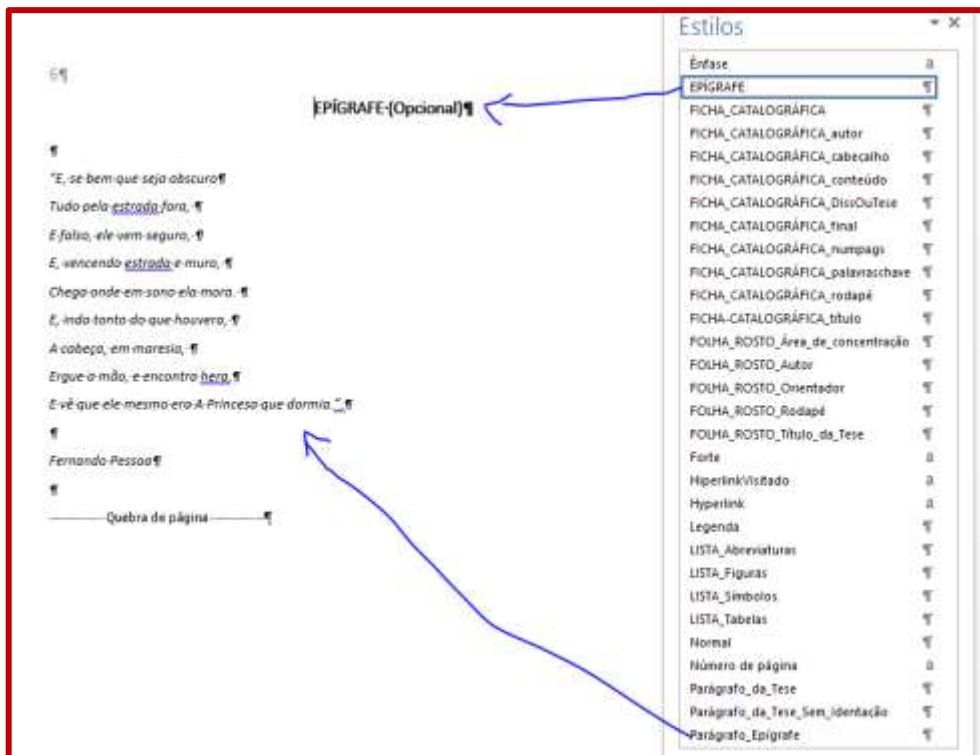 6¶
EPÍGRAFE·(Opcional)¶
¶
"E,·se·bem·que·seja·obscuro¶
Tudo·pela·estrada·fora,·¶
E·falso,·ele·vem·seguro,·¶
E,·vencendo·estrada·e·muro,·¶
Chega·onde·em·sono·ela·mora.·¶
E,·inda·tonto·do·que·houvera,·¶
A·cabeça,·em·maresia,·¶
Ergue·a·mão,·e·encontra·hera,¶
E·vê·que·ele·mesmo·era·A·Princesa·que·dormia.“.¶
¶
Fernando·Pessoa¶
¶
Quebra de página ¶
Estilos
Ênfase a
EPÍGRAFE ¶
FICHA_CATALOGRÁFICA ¶
FICHA_CATALOGRÁFICA_autor ¶
FICHA_CATALOGRÁFICA_cabeçalho ¶
FICHA_CATALOGRÁFICA_conteúdo ¶
FICHA_CATALOGRÁFICA_DissOuTese ¶
FICHA_CATALOGRÁFICA_final ¶
FICHA_CATALOGRÁFICA_numpags ¶
FICHA_CATALOGRÁFICA_palavraschave ¶
FICHA_CATALOGRÁFICA_rodapé ¶
FICHA-CATALOGRÁFICA_título ¶
FOLHA_ROSTO_Área_de_concentração ¶
FOLHA_ROSTO_Autor ¶
FOLHA_ROSTO_Orientador ¶
FOLHA_ROSTO_Rodapé ¶
FOLHA_ROSTO_Título_da_Tese ¶
Forte a
HiperlinkVisitado a
Hyperlink a
Legenda ¶
LISTA_Abreviaturas ¶
LISTA_Figuras ¶
LISTA_Símbolos ¶
LISTA_Tabelas ¶
Normal ¶
Número de página a
Parágrafo_da_Tese ¶
Parágrafo_da_Tese_Sem_Identação ¶
Parágrafo_Epígrafe ¶